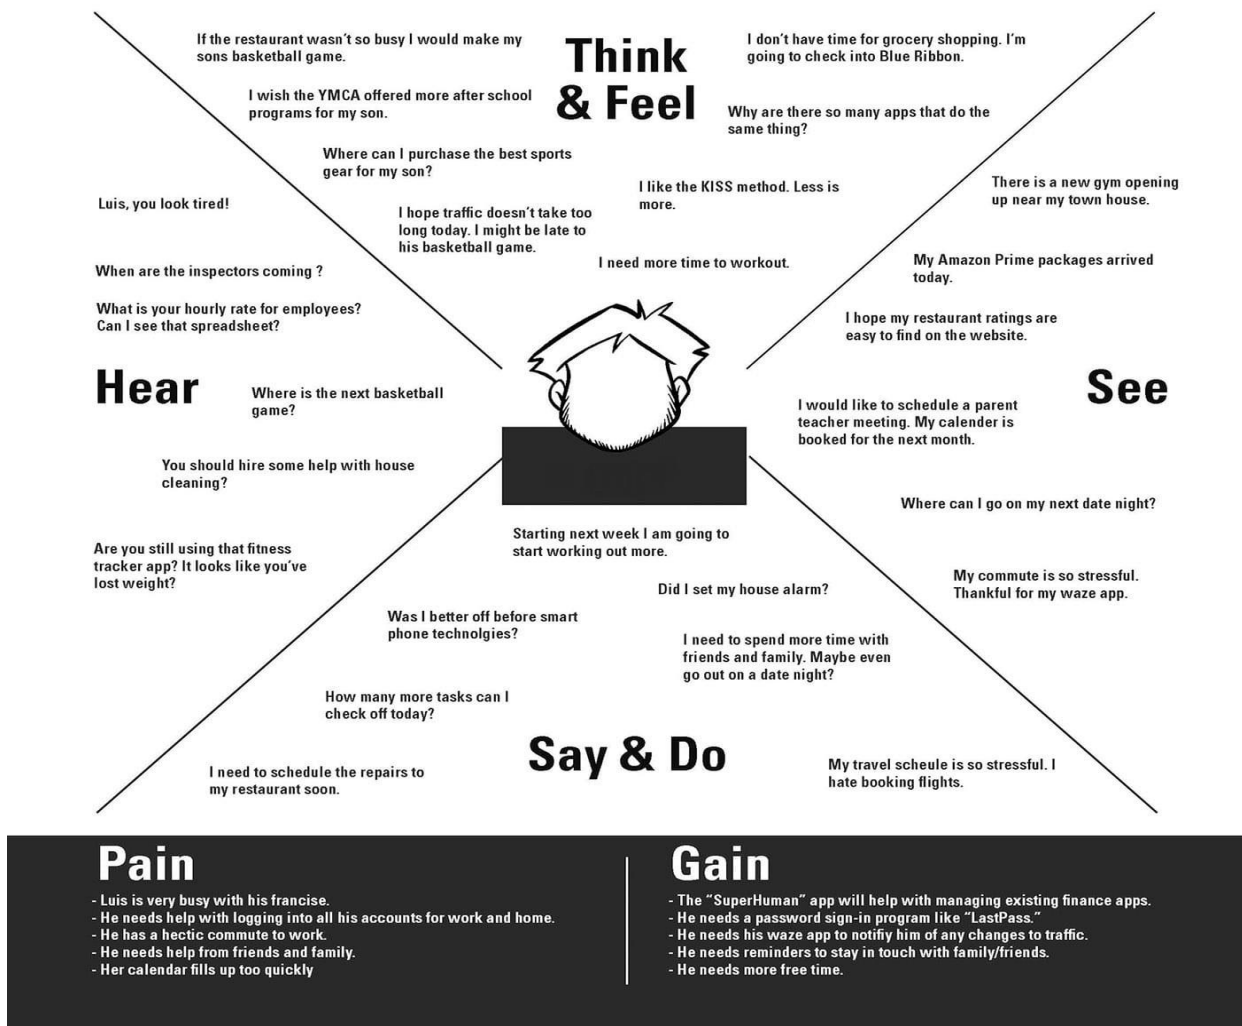 Think
& Feel
If the restaurant wasn't so busy I would make my
sons basketball game.
I wish the YMCA offered more after school
programs for my son.
Where can I purchase the best sports
gear for my son?
I hope traffic doesn't take too
long today. I might be late to
his basketball game.
I don't have time for grocery shopping. I'm
going to check into Blue Ribbon.
Why are there so many apps that do the
same thing?
I like the KISS method. Less is
more.
I need more time to workout.
Hear
Luis, you look tired!
When are the inspectors coming ?
What is your hourly rate for employees?
Can I see that spreadsheet?
Where is the next basketball
game?
You should hire some help with house
cleaning?
Are you still using that fitness
tracker app? It looks like you've
lost weight?
See
There is a new gym opening
up near my town house.
My Amazon Prime packages arrived
today.
I hope my restaurant ratings are
easy to find on the website.
I would like to schedule a parent
teacher meeting. My calender is
booked for the next month.
Where can I go on my next date night?
My commute is so stressful.
Thankful for my waze app.
Say & Do
Starting next week I am going to
start working out more.
Did I set my house alarm?
Was I better off before smart
phone technolgies?
I need to spend more time with
friends and family. Maybe even
go out on a date night?
How many more tasks can I
check off today?
I need to schedule the repairs to
my restaurant soon.
My travel scheule is so stressful. I
hate booking flights.
Pain
- Luis is very busy with his francise.
- He needs help with logging into all his accounts for work and home.
- He has a hectic commute to work.
- He needs help from friends and family.
- Her calendar fills up too quickly
Gain
- The “SuperHuman” app will help with managing existing finance apps.
- He needs a password sign-in program like “LastPass.”
- He needs his waze app to notifiy him of any changes to traffic.
- He needs reminders to stay in touch with family/friends.
- He needs more free time.